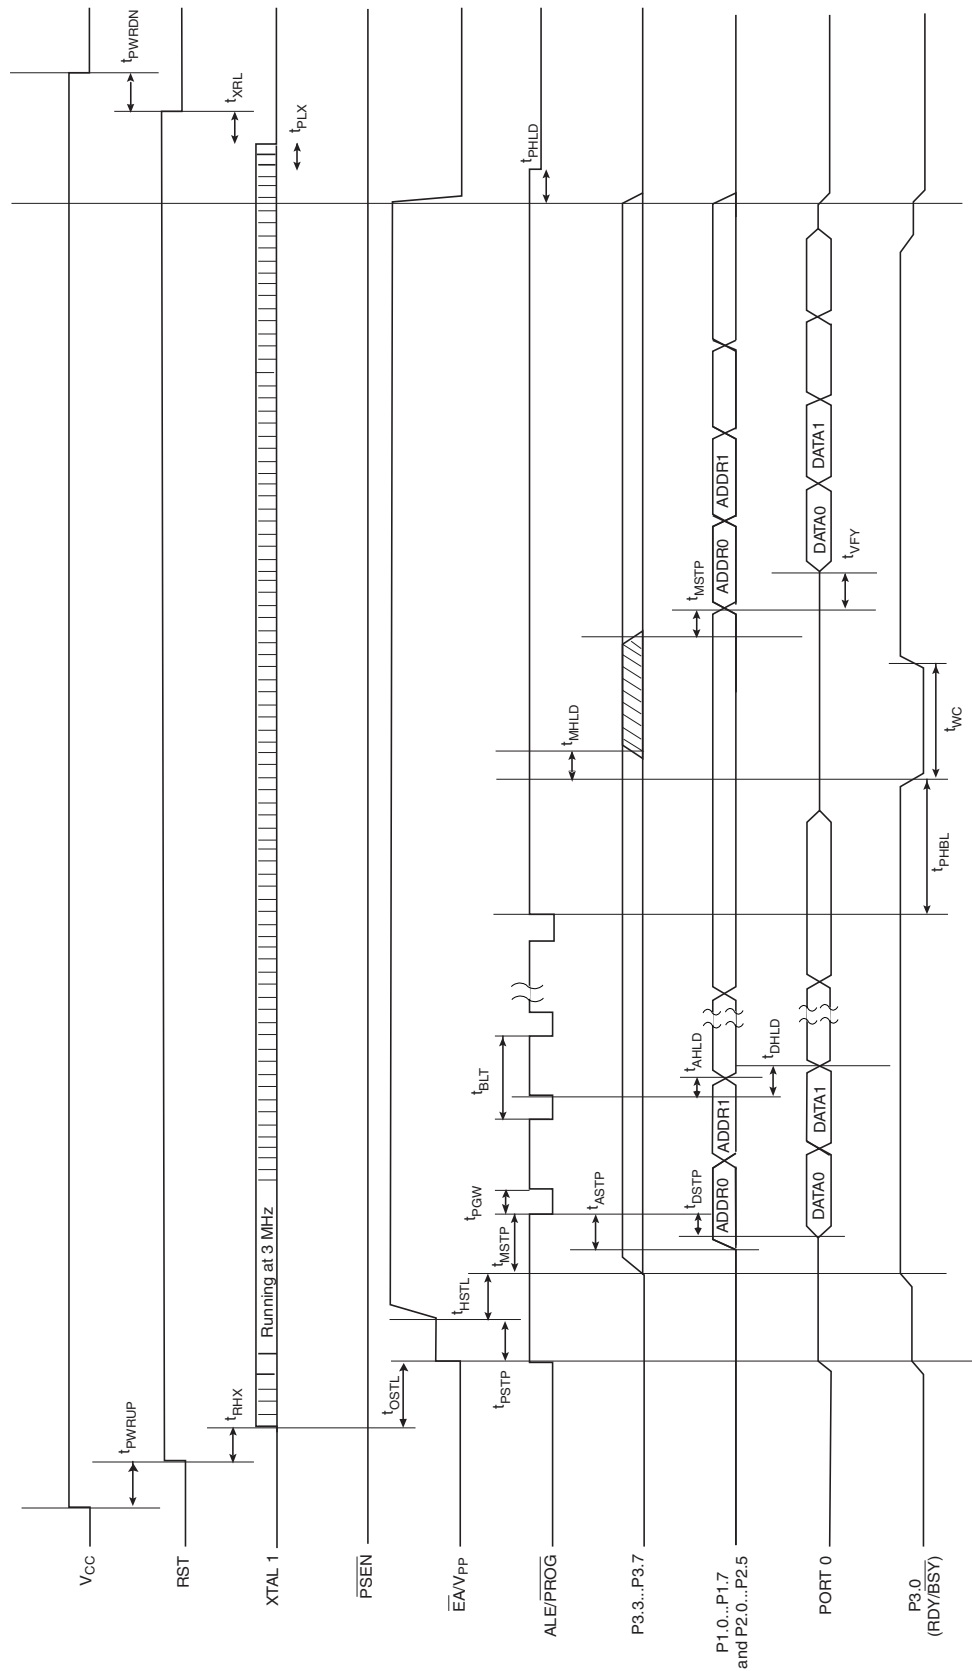 VCC
RST
XTAL 1
PSEN
EA/VPP
ALE/PROG
P3.3...P3.7
P1.0...P1.7
and P2.0...P2.5
PORT 0
P3.0
(RDY/BSY)
tPWRUP
tRHX
Running at 3 MHz
tOSTL
tPSTP
tHSTL
tMSTP
tPGW
tBLT
tASTP
tDSTP
ADDR0
ADDR1
tAHLD
tDHLD
DATA0
DATA1
tPHBL
tWC
tMHLD
tMSTP
ADDR0
ADDR1
DATA0
DATA1
tVFY
tPHLD
tPLX
tXRL
tPWRDN